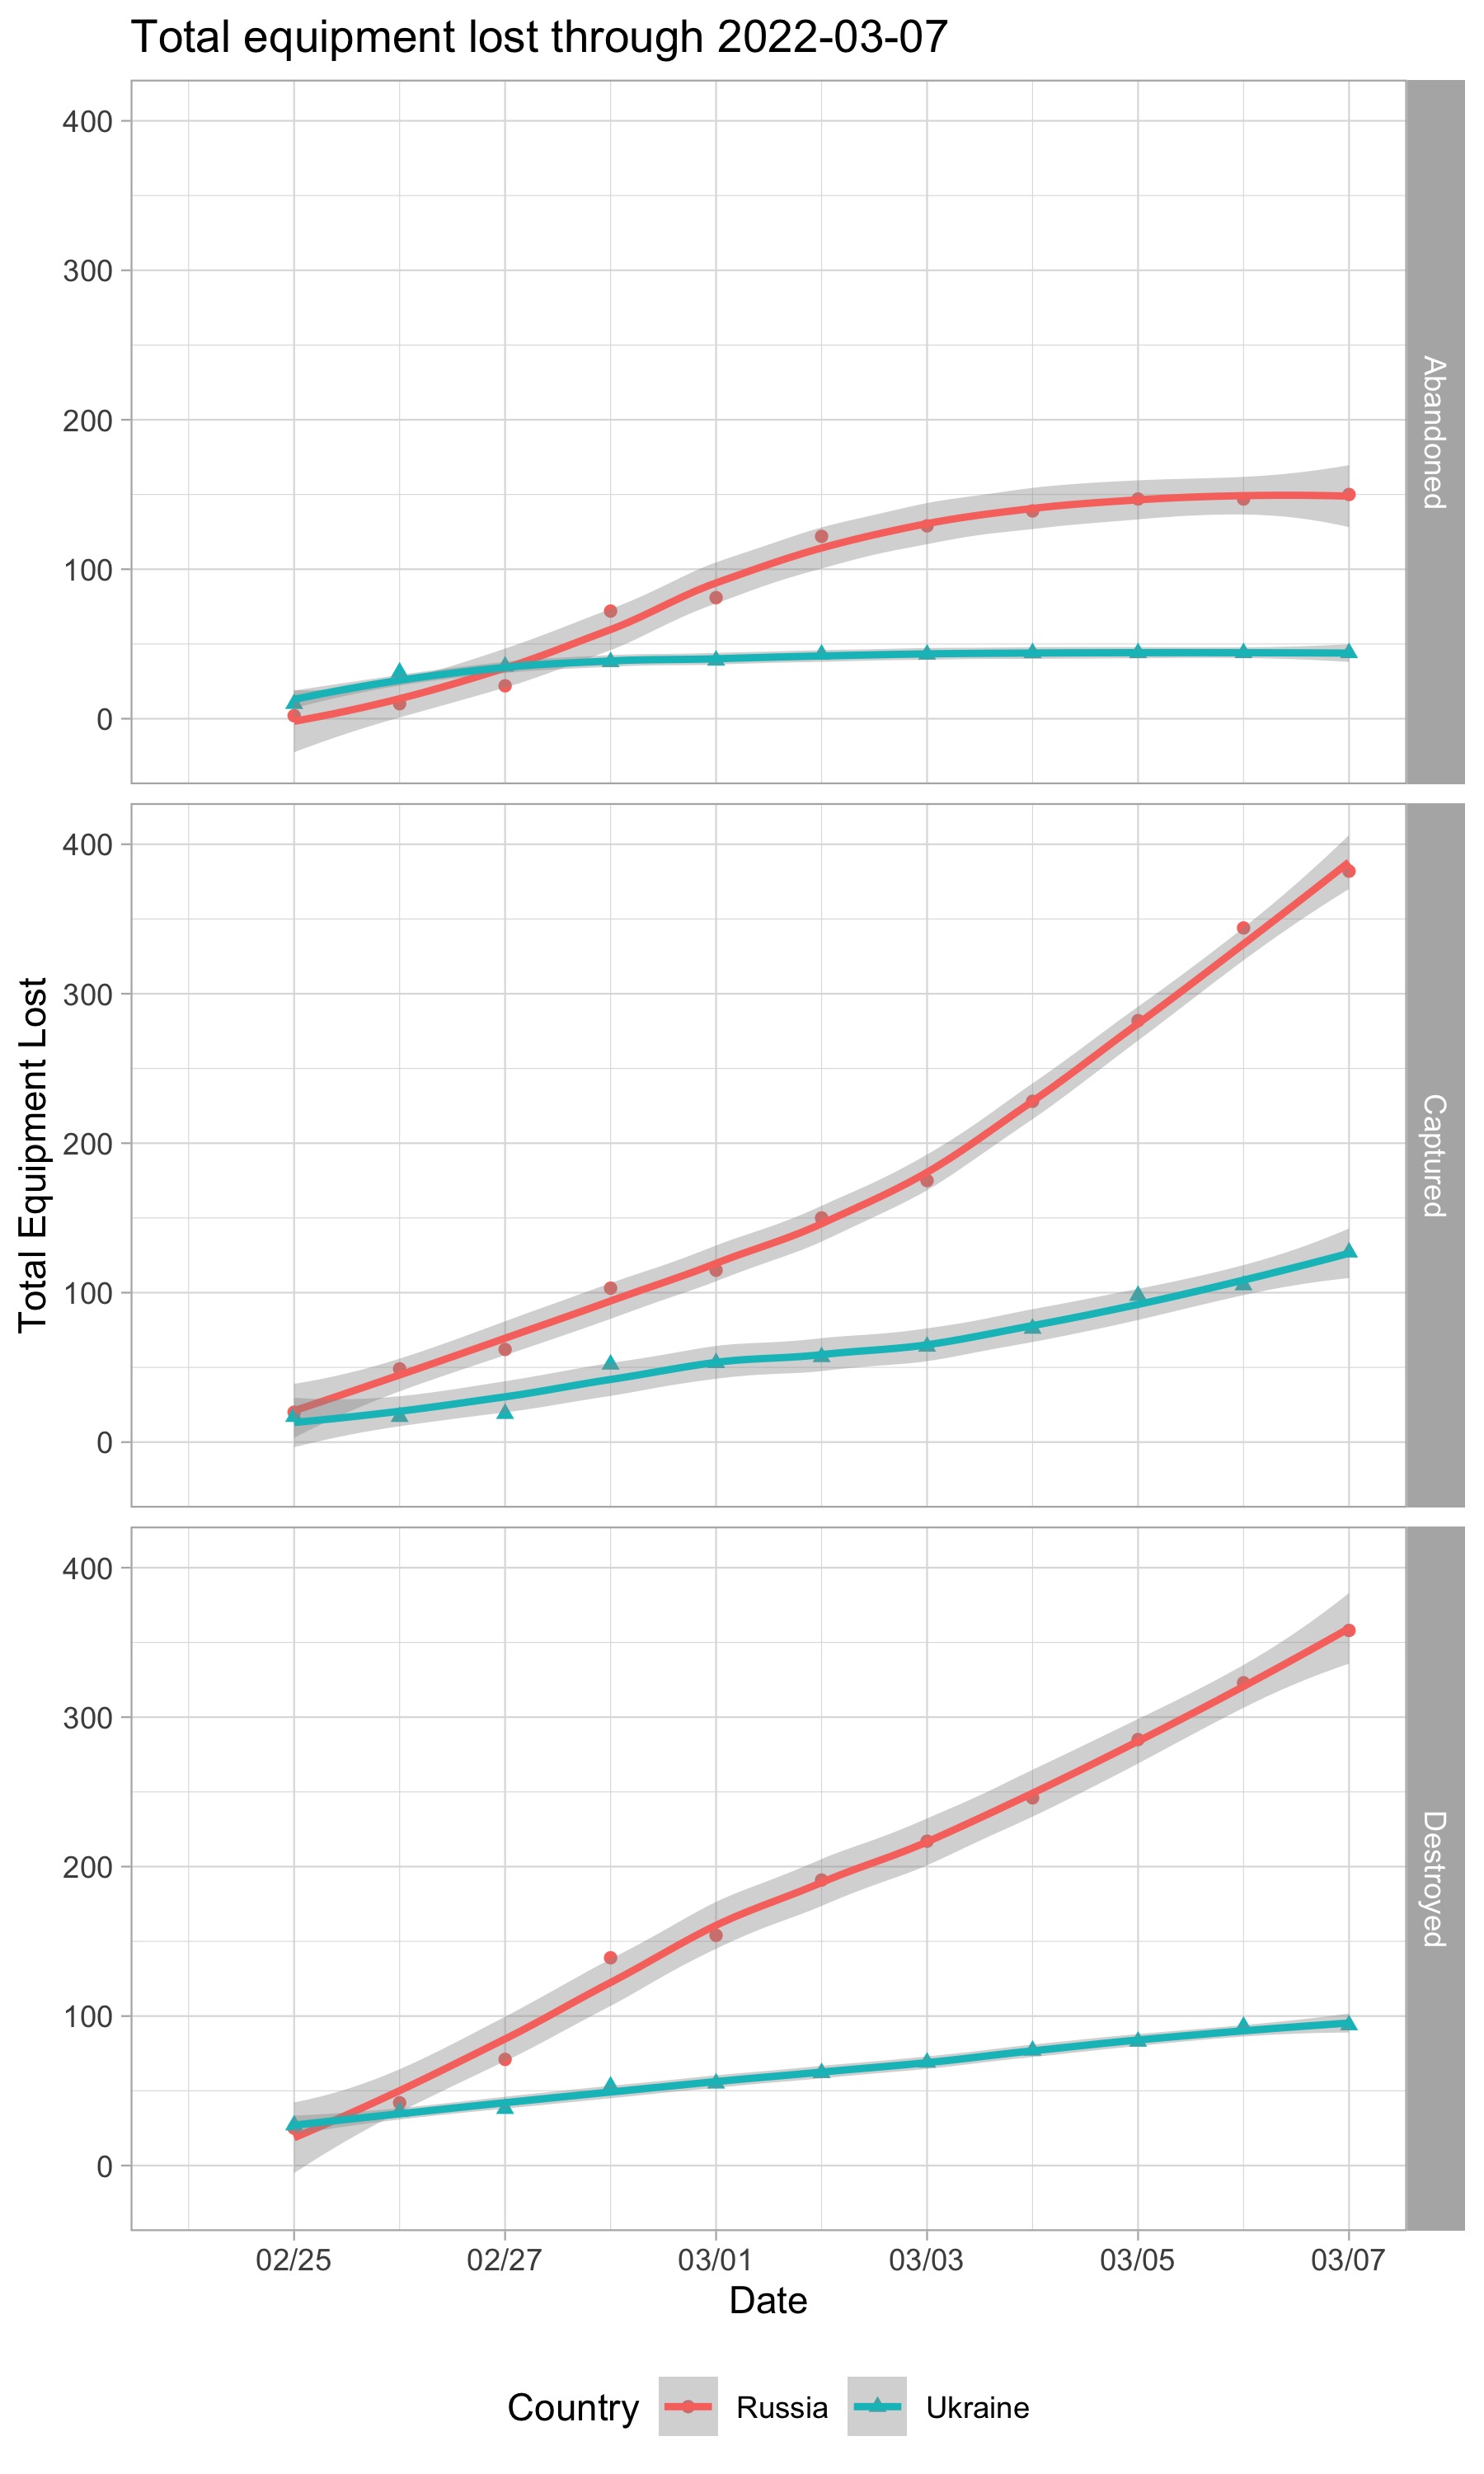 Total equipment lost through 2022-03-07
400
300
200
100
0
Abandoned
Total Equipment Lost
400
300
200
100
0
Captured
400
300
200
100
0
Destroyed
02/25 02/27 03/01 03/03 03/05 03/07
Date
Country Russia Ukraine